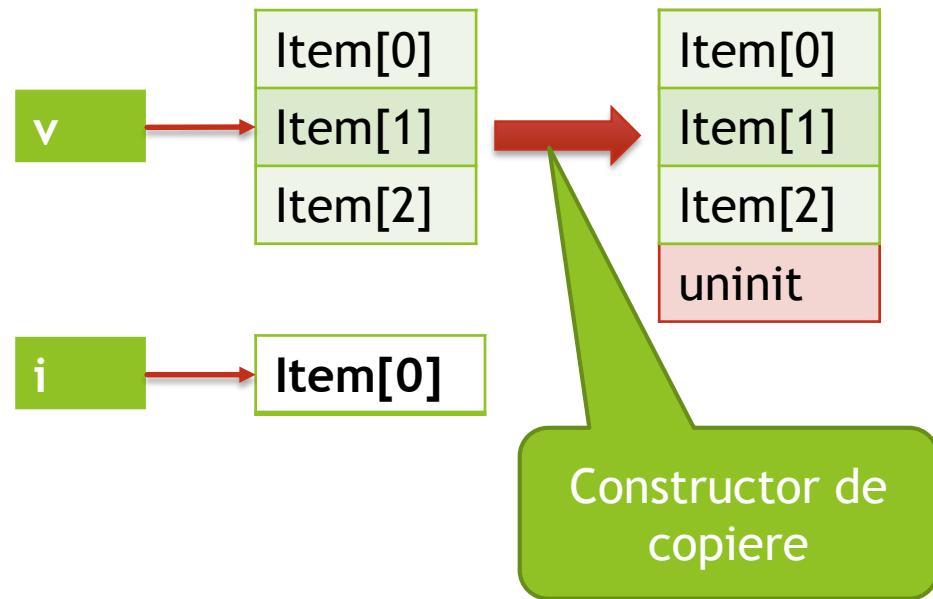 Item[0]
Item[0]
v
Item[1]
Item[1]
Item[2]
Item[2]
uninit
i
Item[0]
Constructor de
copiere